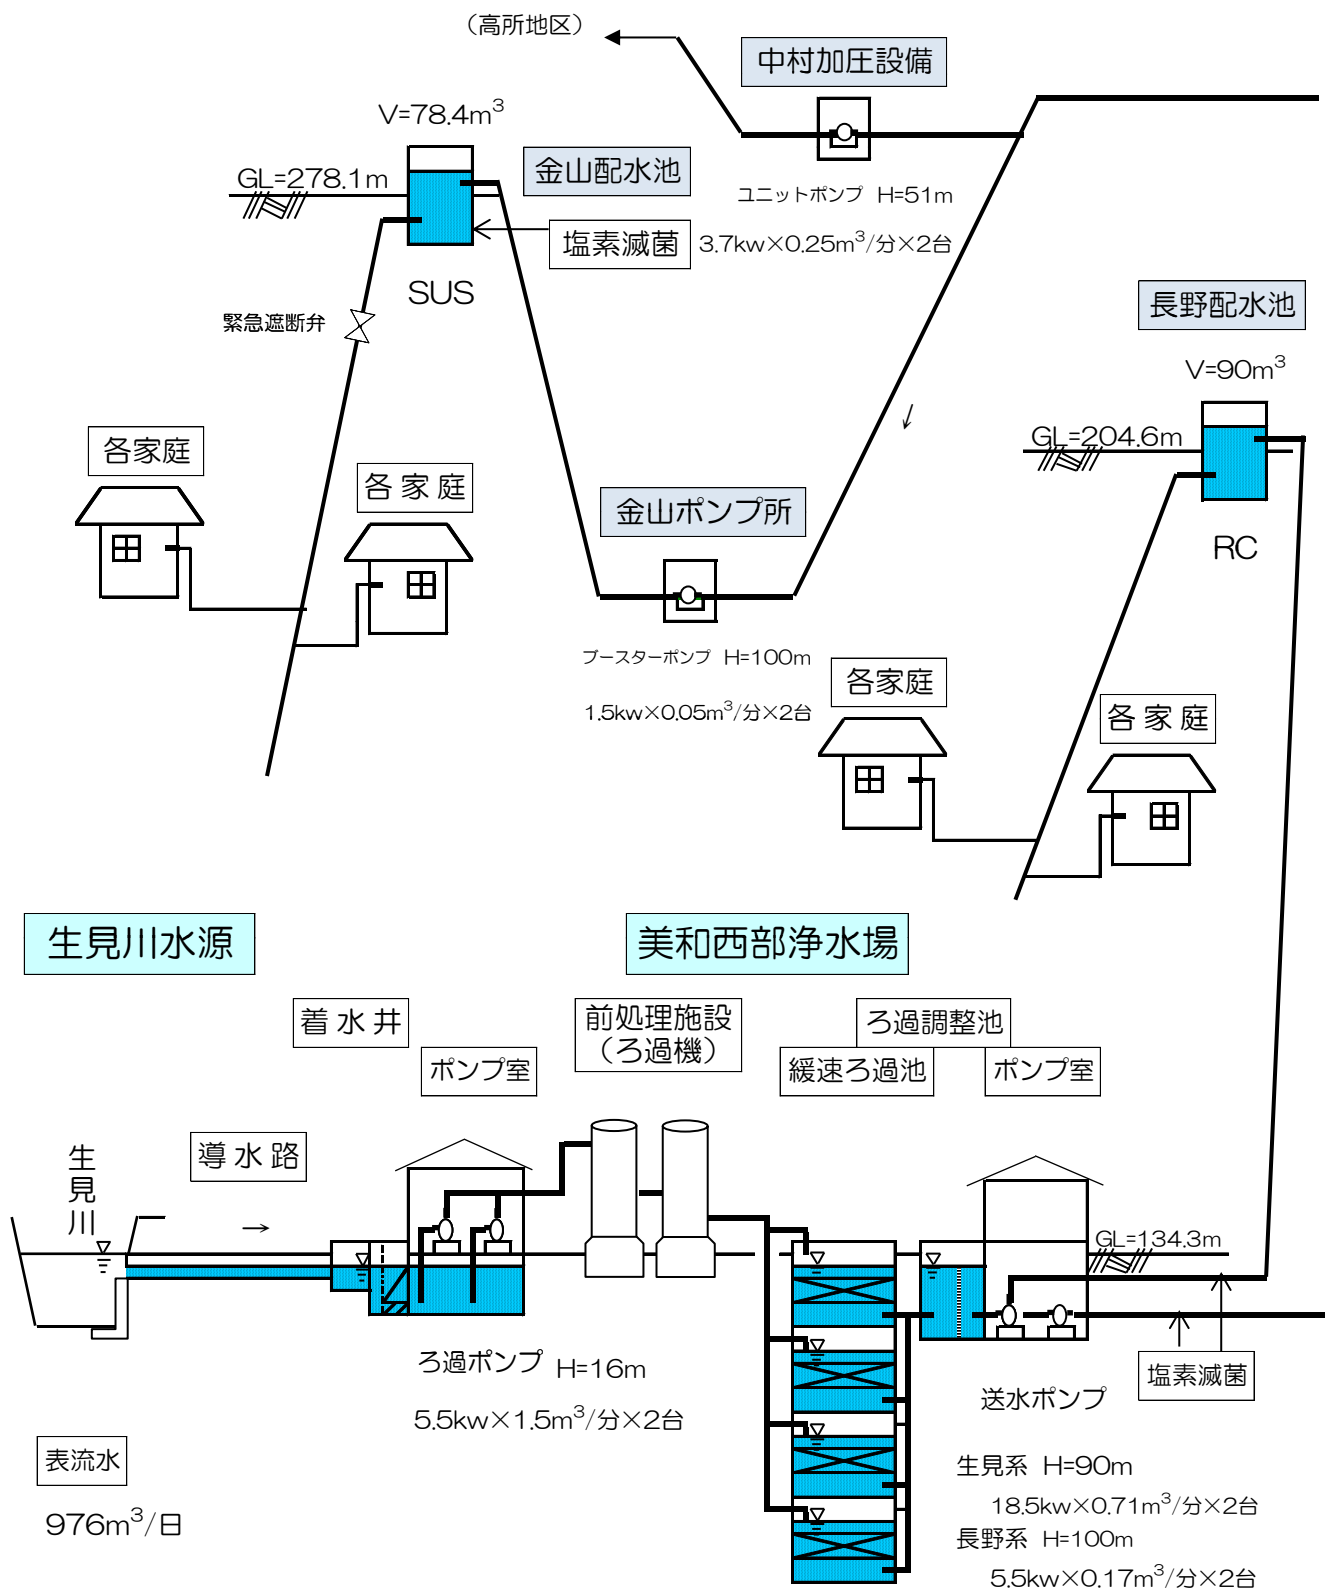 （高所地区）
中村加圧設備
V=78.4m³
金山配水池
GL=278.1m
ユニットポンプ H=51m
塩素滅菌
3.7kw×0.25m³/分×2台
SUS
長野配水池
緊急遮断弁
V=90m³
各家庭
GL=204.6m
各家庭
金山ポンプ所
RC
ブースターポンプ H=100m
各家庭
1.5kw×0.05m³/分×2台
各家庭
生見川水源
美和西部浄水場
着水井
前処理施設
（ろ過機）
ろ過調整池
ポンプ室
緩速ろ過池
ポンプ室
導水路
生見川
GL=134.3m
ろ過ポンプ H=16m
塩素滅菌
送水ポンプ
5.5kw×1.5m³/分×2台
表流水
生見系 H=90m
18.5kw×0.71m³/分×2台
976m³/日
長野系 H=100m
5.5kw×0.17m³/分×2台